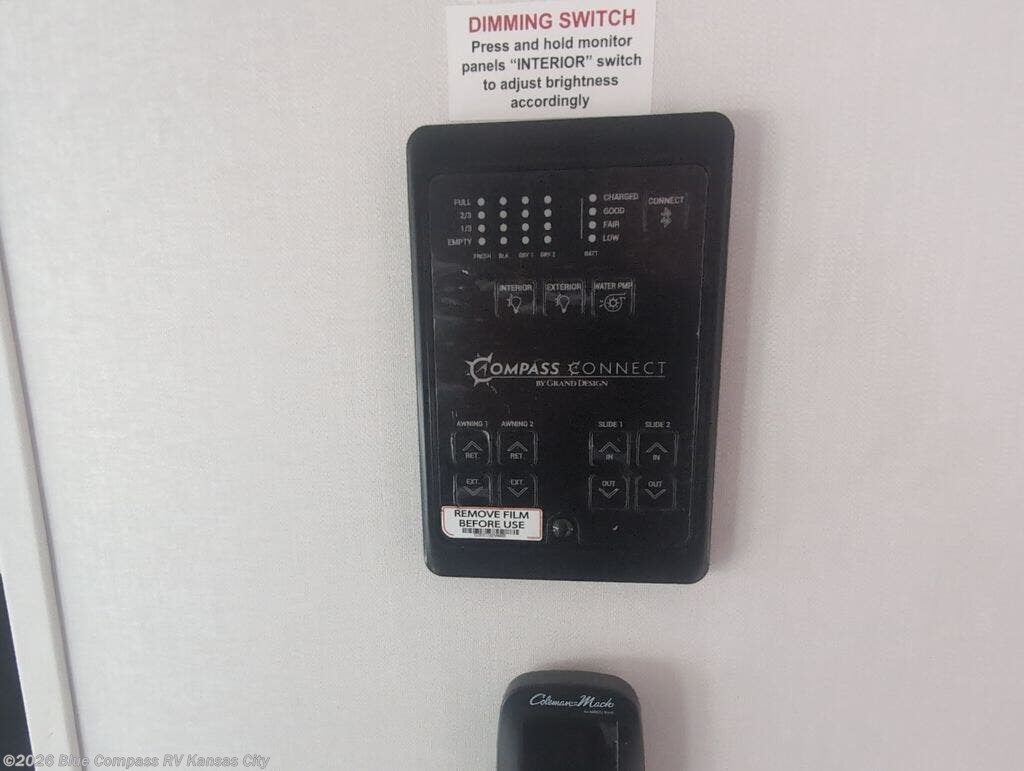 DIMMING SWITCH
Press and hold monitor
panels “INTERIOR” switch
to adjust brightness
accordingly
FULL
2/3
1/3
EMPTY
FRESH BLK GRY 1 GRY 2
CHARGED
GOOD
FAIR
LOW
BATT
CONNECT
INTERIOR EXTERIOR WATER PMP
COMPASS CONNECT
BY GRAND DESIGN
AWNING 1 AWNING 2 SLIDE 1 SLIDE 2
RET. RET. IN IN
EXT. EXT. OUT OUT
REMOVE FILM
BEFORE USE
Coleman-Mach
©2026 Blue Compass RV Kansas City